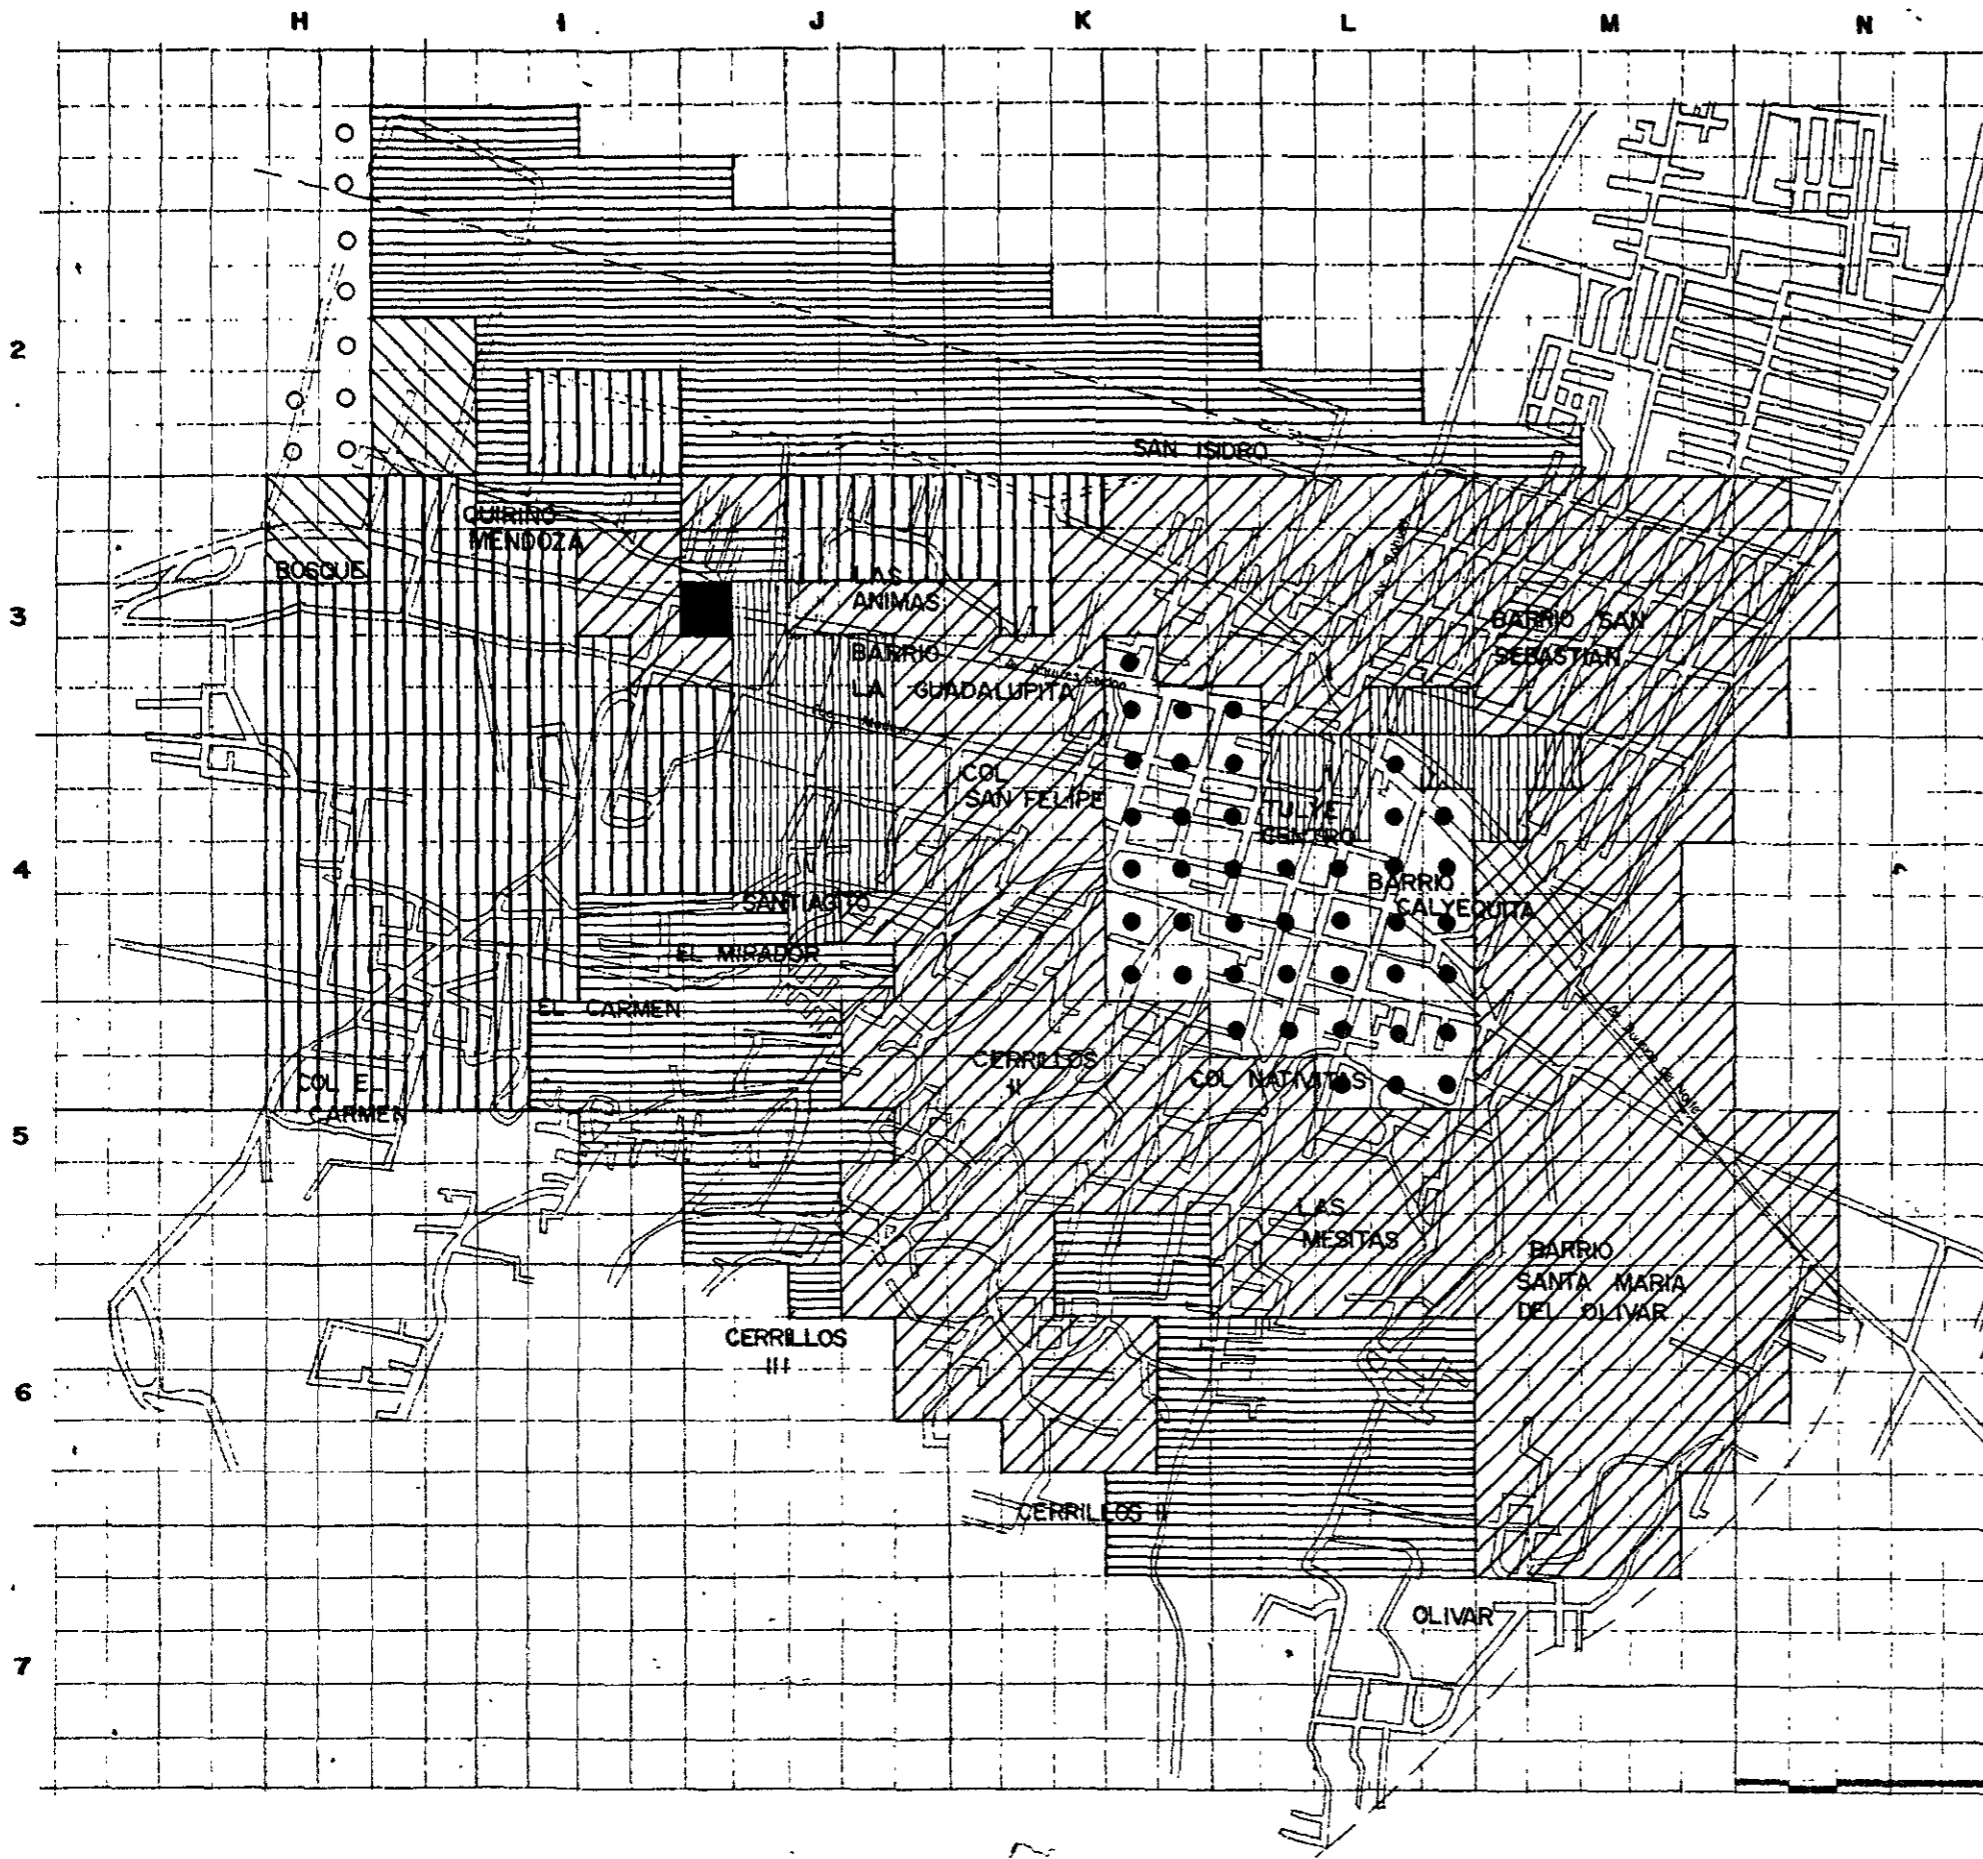 H I J K L M N
2
SAN ISIDRO
QUIRINO
MENDOZA
BOSQUE
LAS
ANIMAS
3
BARRIO SAN
SEBASTIAN
BARRIO
LA GUADALUPITA
COL
SAN FELIPE
TULYE
CENTRO
4
BARRIO
CALYEQUITA
SANTIAGITO
EL MIRADOR
EL CARMEN
CERRILLOS
II
COL NATIVITAS
COL EL
CARMEN
5
LAS
MESITAS
BARRIO
SANTA MARIA
DEL OLIVAR
CERRILLOS
III
6
CERRILLOS II
OLIVAR
7